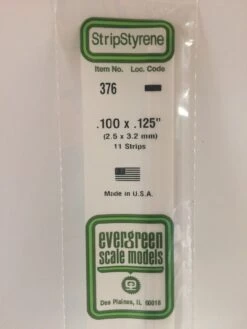 StripStyrene
Item No. Loc. Code
376
.100 x .125"
(2.5 x 3.2 mm)
11 Strips
Made in U.S.A.
evergreen
scale models
Des Plaines, IL 60018